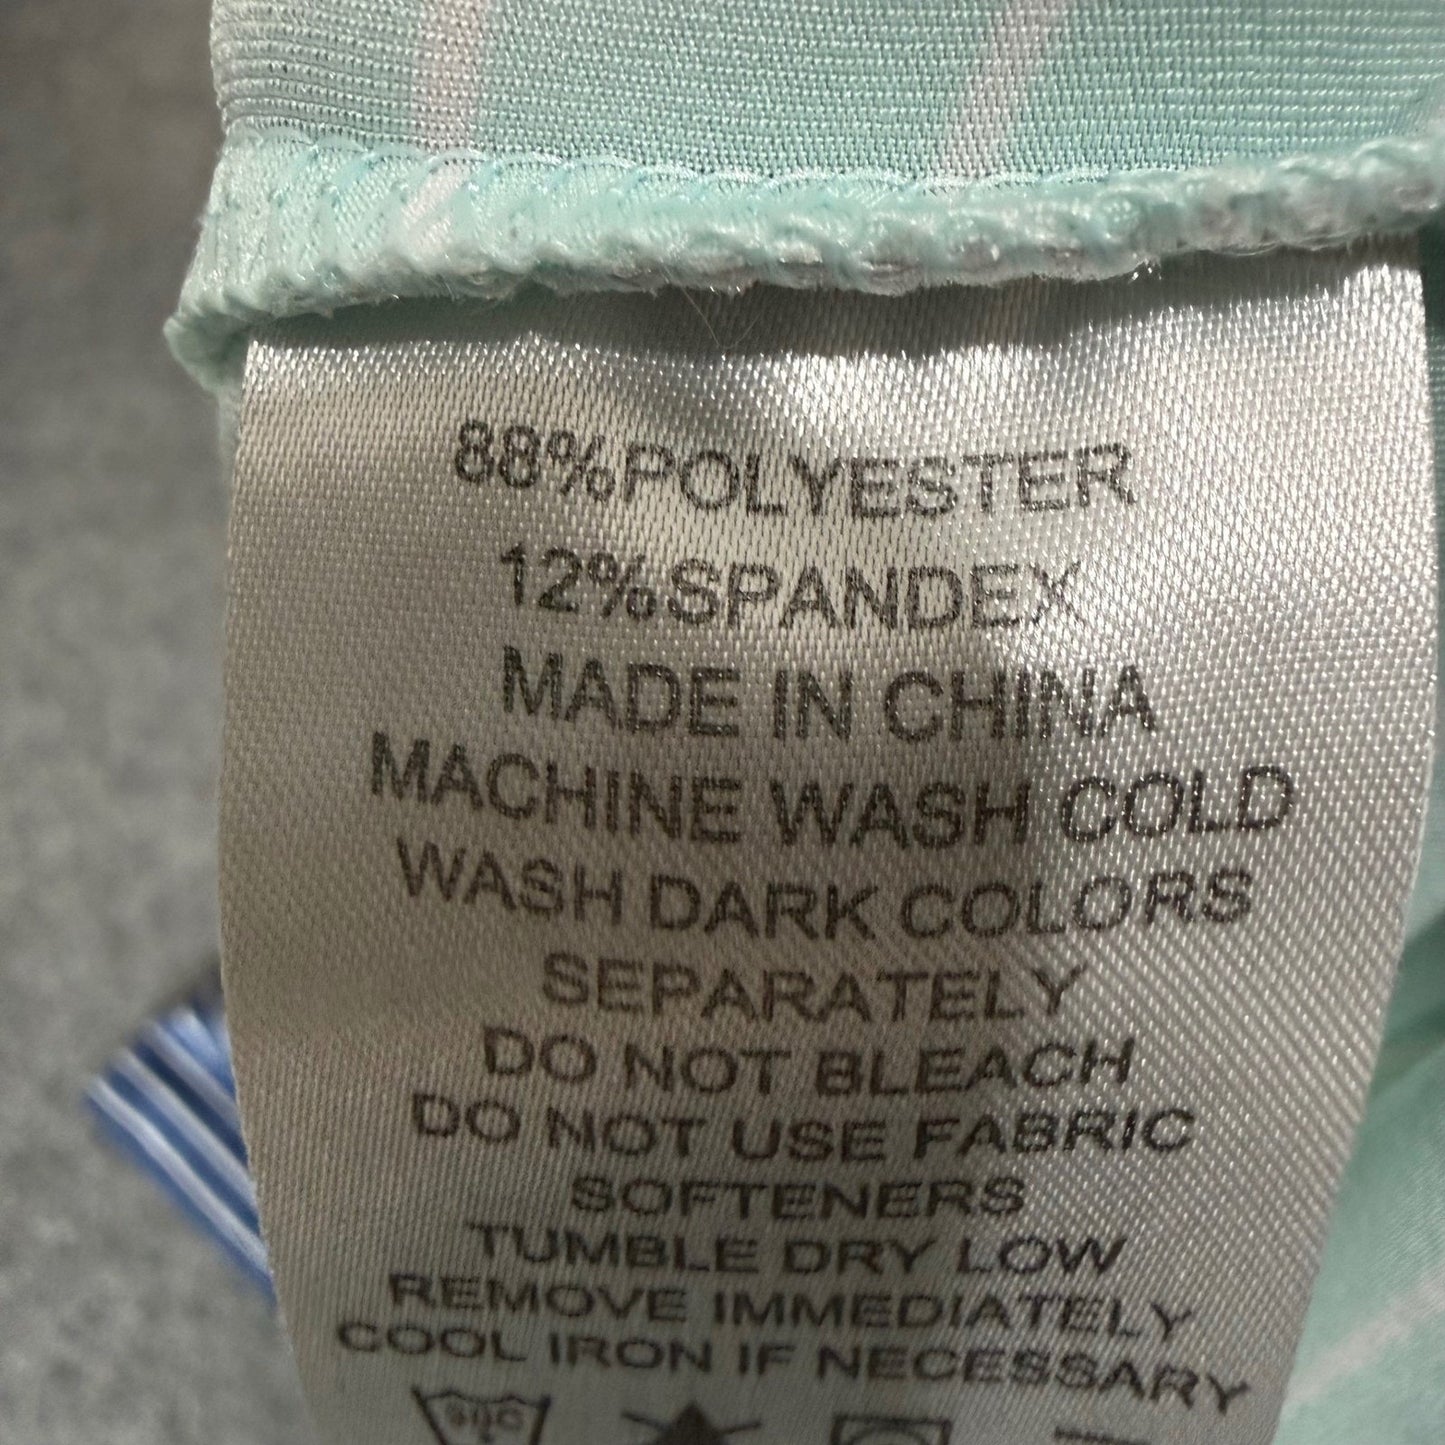 88%POLYESTER
12%SPANDEX
MADE IN CHINA
MACHINE WASH COLD
WASH DARK COLORS
SEPARATELY
DO NOT BLEACH
DO NOT USE FABRIC
SOFTENERS
TUMBLE DRY LOW
REMOVE IMMEDIATELY
COOL IRON IF NECESSARY